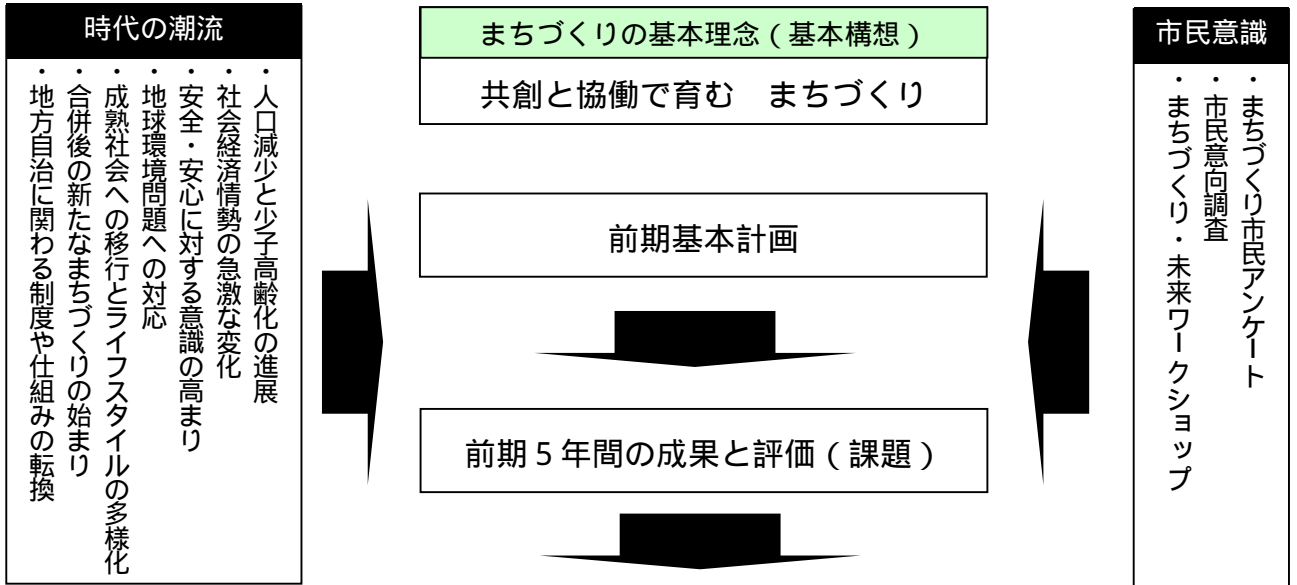 時代の潮流
・人口減少と少子高齢化の進展
・社会経済情勢の急激な変化
・安全・安心に対する意識の高まり
・地球環境問題への対応
・成熟社会への移行とライフスタイルの多様化
・合併後の新たなまちづくりの始まり
・地方自治に関わる制度や仕組みの転換
まちづくりの基本理念(基本構想)
共創と協働で育む　まちづくり
前期基本計画
前期5年間の成果と評価(課題)
市民意識
・まちづくり市民アンケート
・市民意向調査
・まちづくり・未来ワークショップ